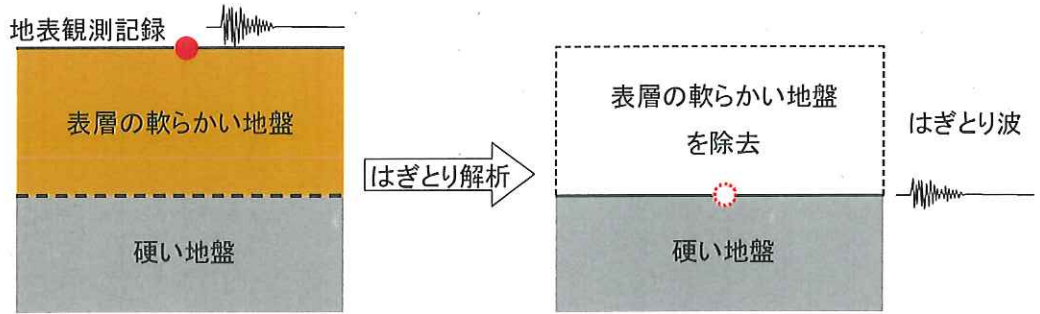 地表観測記録
表層の軟らかい地盤
硬い地盤
はぎとり解析
表層の軟らかい地盤
を除去
はぎとり波
硬い地盤